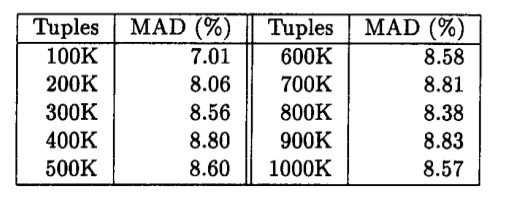 Tuples MAD (%) Tuples MAD (%)
100K 7.01 600K 8.58
200K 8.06 700K 8.81
300K 8.56 800K 8.38
400K 8.80 900K 8.83
500K 8.60 1000K 8.57